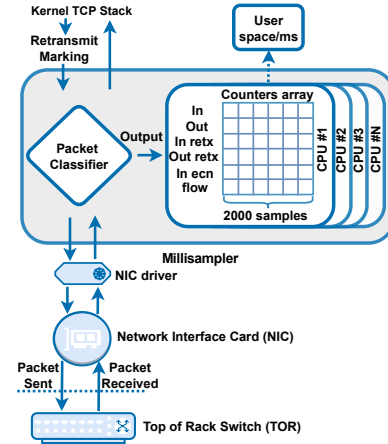 Kernel TCP Stack
Retransmit
Marking
User
space/ms
Packet
Classifier
Output
Counters array
In
Out
In retx
Out retx
In ecn
flow
2000 samples
CPU #1
CPU #2
CPU #3
CPU #N
Millisampler
NIC driver
Network Interface Card (NIC)
Packet
Sent
Packet
Received
Top of Rack Switch (TOR)